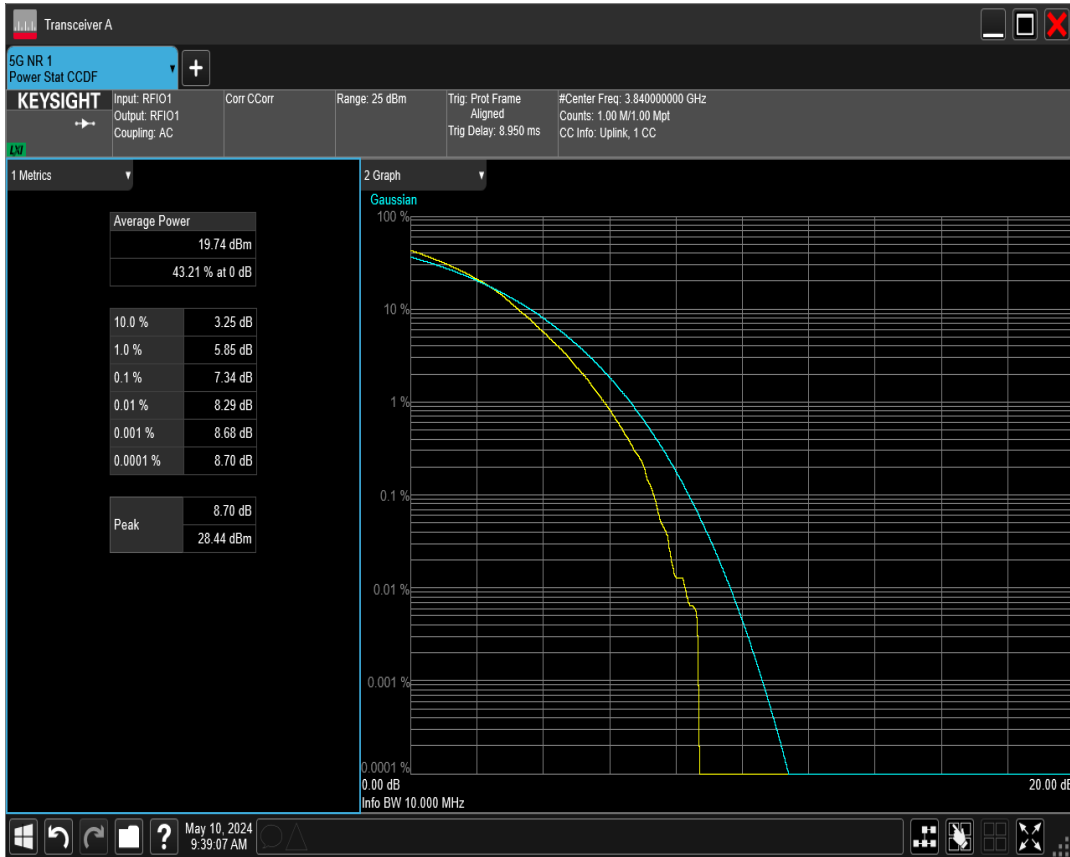 Transceiver A
5G NR 1
Power Stat CCDF
KEYSIGHT
LXI
Input: RFIO1
Output: RFIO1
Coupling: AC
Corr CCorr
Range: 25 dBm
Trig: Prot Frame
Aligned
Trig Delay: 8.950 ms
#Center Freq: 3.840000000 GHz
Counts: 1.00 M/1.00 Mpt
CC Info: Uplink, 1 CC
1 Metrics
Average Power
19.74 dBm
43.21 % at 0 dB
10.0 % 3.25 dB
1.0 % 5.85 dB
0.1 % 7.34 dB
0.01 % 8.29 dB
0.001 % 8.68 dB
0.0001 % 8.70 dB
Peak
8.70 dB
28.44 dBm
2 Graph
Gaussian
100 %
10 %
1 %
0.1 %
0.01 %
0.001 %
0.0001 %
0.00 dB 20.00 dB
Info BW 10.000 MHz
?
May 10, 2024
9:39:07 AM